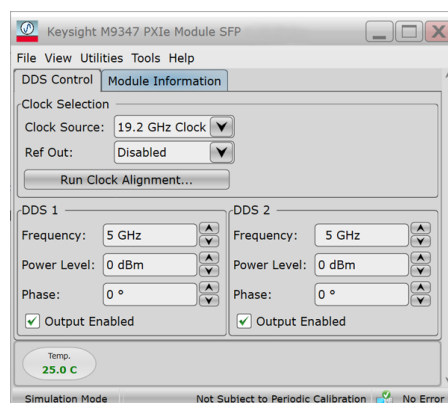 Keysight M9347 PXIe Module SFP
File View Utilities Tools Help
DDS Control Module Information
Clock Selection
Clock Source: 19.2 GHz Clock
Ref Out: Disabled
Run Clock Alignment...
DDS 1 DDS 2
Frequency: 5 GHz Frequency: 5 GHz
Power Level: 0 dBm Power Level: 0 dBm
Phase: 0 ° Phase: 0 °
Output Enabled Output Enabled
Temp.
25.0 C
Simulation Mode Not Subject to Periodic Calibration No Error